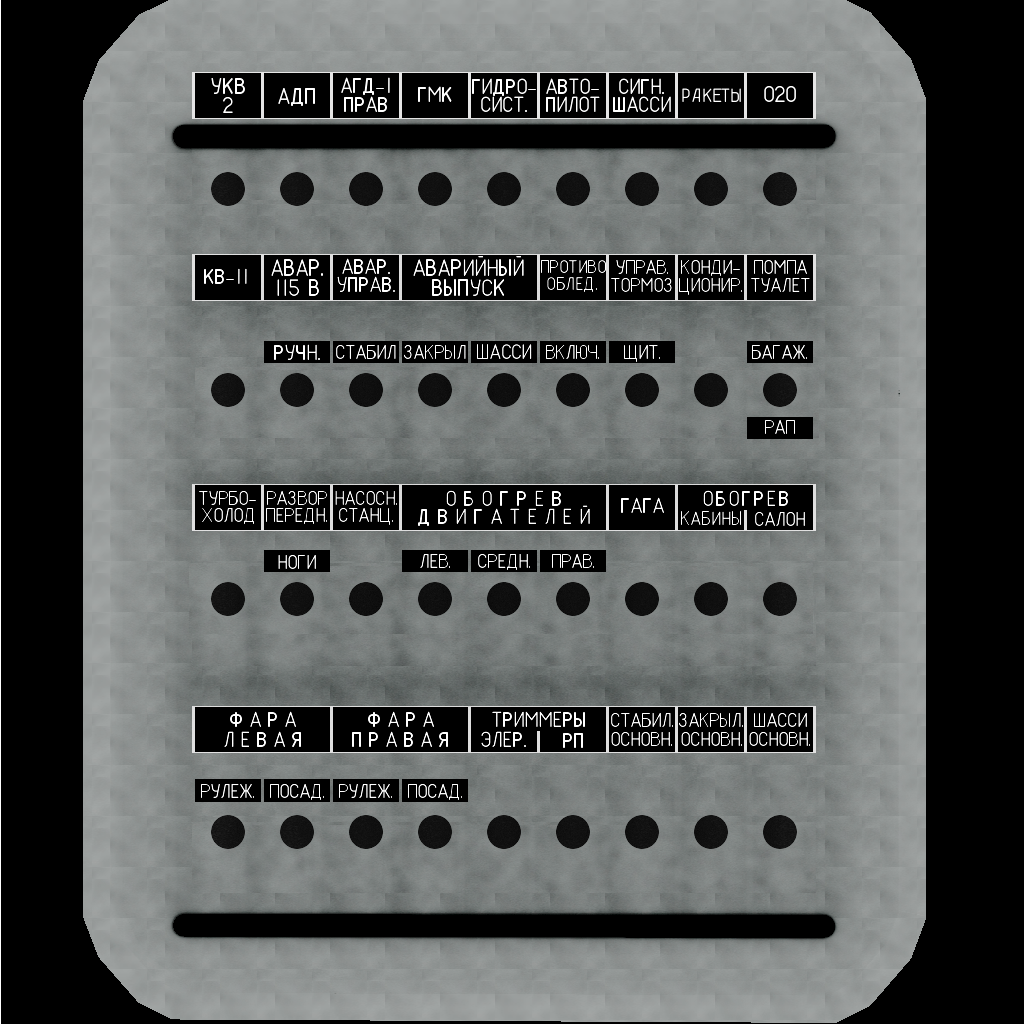 УКВ 2 АДП АГД-I ПРАВ ГМК ГИДРО-СИСТ. АВТО-ПИЛОТ СИГН. ШАССИ РАКЕТЫ 020
КВ-II АВАР. 115 В АВАР. УПРАВ. АВАРИЙНЫЙ ВЫПУСК ПРОТИВО ОБЛЕД. УПРАВ. ТОРМОЗ КОНДИ-ЦИОНИР. ПОМПА ТУАЛЕТ
РУЧН. СТАБИЛ ЗАКРЫЛ ШАССИ ВКЛЮЧ. ЩИТ. БАГАЖ.
РАП
ТУРБО-ХОЛОД РАЗВОР ПЕРЕДН. НАСОСН. СТАНЦ. ОБОГРЕВ ДВИГАТЕЛЕЙ ГАГА ОБОГРЕВ КАБИНЫ САЛОН
НОГИ ЛЕВ. СРЕДН. ПРАВ.
ФАРА ЛЕВАЯ ФАРА ПРАВАЯ ТРИММЕРЫ ЭЛЕР. РП СТАБИЛ. ОСНОВН. ЗАКРЫЛ. ОСНОВН. ШАССИ ОСНОВН.
РУЛЕЖ. ПОСАД. РУЛЕЖ. ПОСАД.